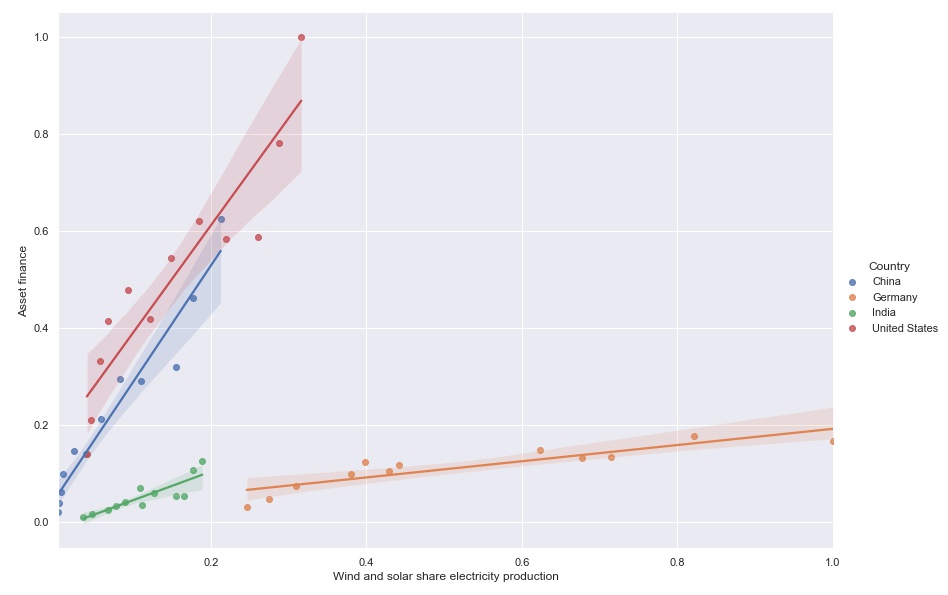 1.0
0.8
0.6
0.4
0.2
0.0
Asset finance
0.2 0.4 0.6 0.8 1.0
Wind and solar share electricity production
Country
China
Germany
India
United States